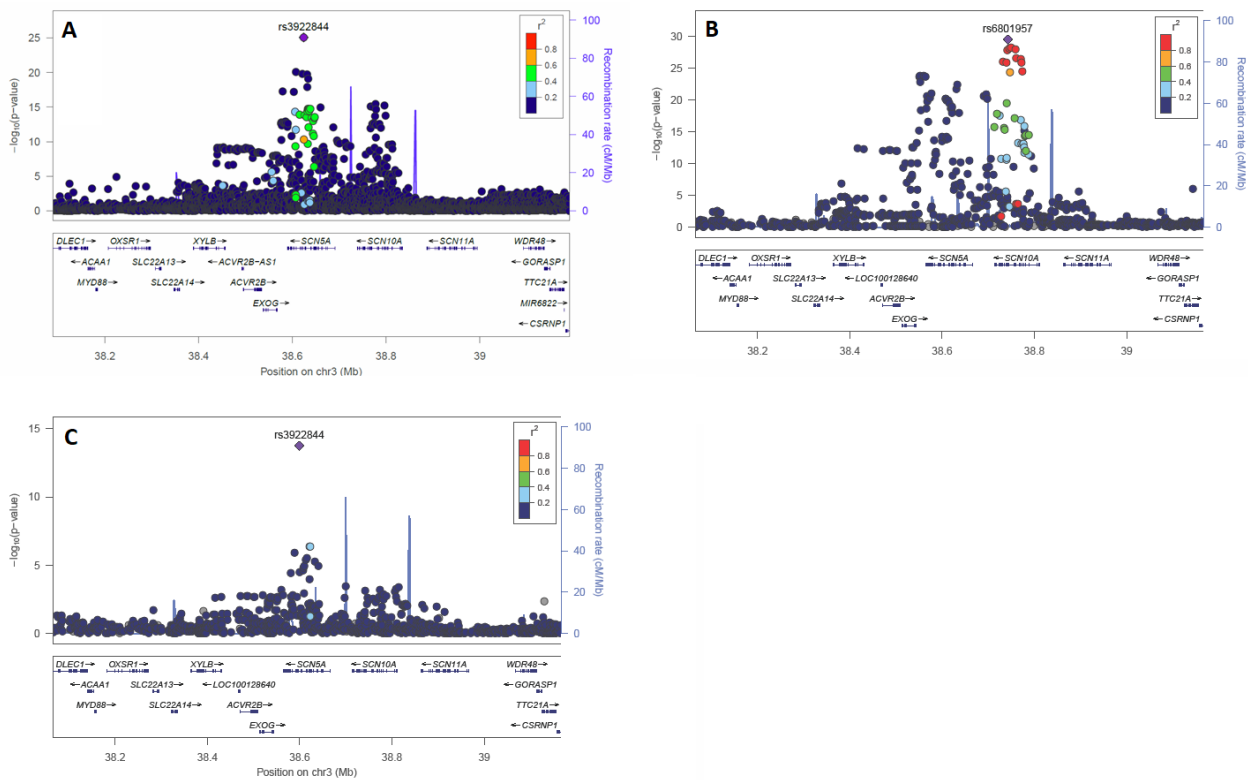 A
rs3922844
25
20
15
10
5
0
−log₁₀(p−value)
100
80
60
40
20
0
Recombination rate (cM/Mb)
r²
0.8
0.6
0.4
0.2
DLEC1→ OXSR1→ XYLB→ ←SCN5A ←SCN10A ←SCN11A WDR48→
←ACAA1 SLC22A13→ ←ACVR2B−AS1 ←GORASP1
MYD88→ SLC22A14→ ACVR2B→ TTC21A→
EXOG→ MIR6822→
←CSRNP1
38.2 38.4 38.6 38.8 39
Position on chr3 (Mb)
B
rs6801957
30
25
20
15
10
5
0
−log₁₀(p−value)
100
80
60
40
20
0
Recombination rate (cM/Mb)
r²
0.8
0.6
0.4
0.2
DLEC1→ OXSR1→ XYLB→ ←SCN5A ←SCN10A ←SCN11A WDR48→
←ACAA1 SLC22A13→ ←LOC100128640 ←GORASP1
MYD88→ SLC22A14→ ACVR2B→ TTC21A→
EXOG→ ←CSRNP1
38.2 38.4 38.6 38.8 39
Position on chr3 (Mb)
C
rs3922844
15
10
5
0
−log₁₀(p−value)
100
80
60
40
20
0
Recombination rate (cM/Mb)
r²
0.8
0.6
0.4
0.2
DLEC1→ OXSR1→ XYLB→ ←SCN5A ←SCN10A ←SCN11A WDR48→
←ACAA1 SLC22A13→ ←LOC100128640 ←GORASP1
MYD88→ SLC22A14→ ACVR2B→ TTC21A→
EXOG→ ←CSRNP1
38.2 38.4 38.6 38.8 39
Position on chr3 (Mb)